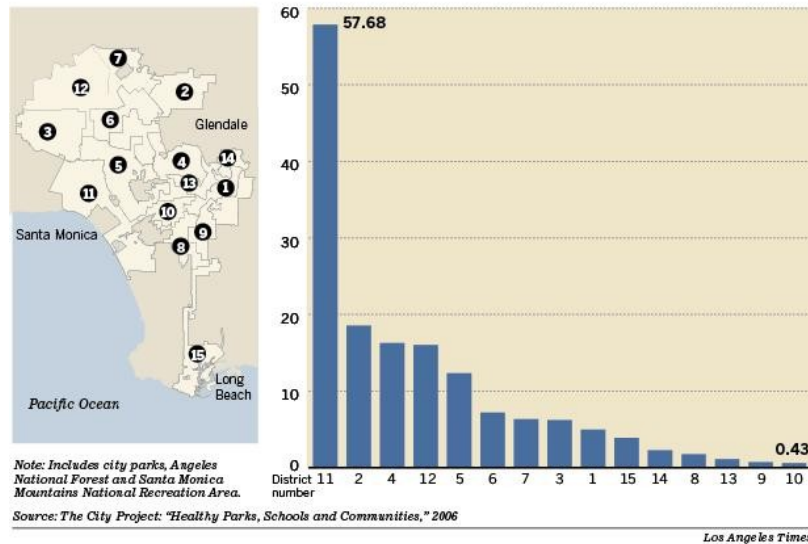 7
12
2
6
Glendale
3
5
4
14
13
1
11
10
Santa Monica
9
8
15
Long
Beach
Pacific Ocean
Note: Includes city parks, Angeles
National Forest and Santa Monica
Mountains National Recreation Area.
60
57.68
50
40
30
20
10
0
0.43
District
number
11 2 4 12 5 6 7 3 1 15 14 8 13 9 10
Source: The City Project: “Healthy Parks, Schools and Communities,” 2006
Los Angeles Times